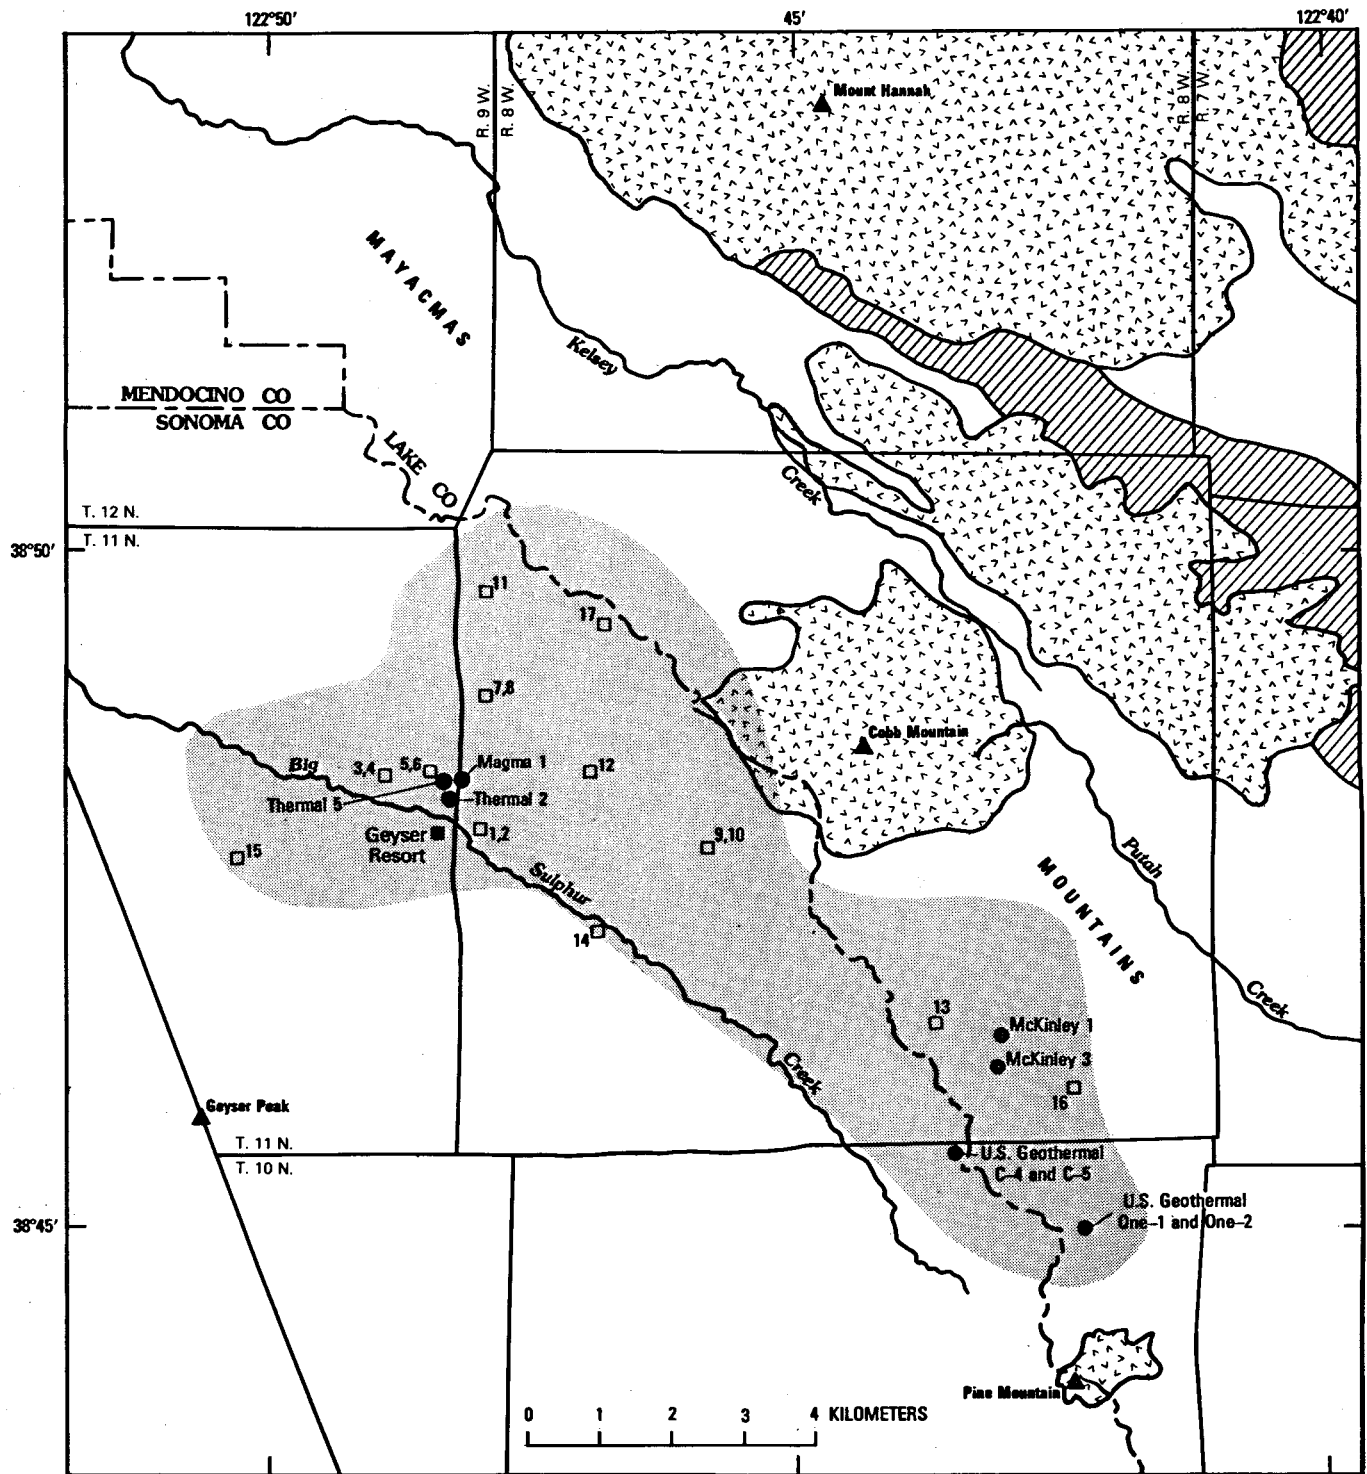 122°50′
45′
122°40′
Mount Hannah
R. 9 W.
R. 8 W.
R. 8 W.
R. 7 W.
MAYACMAS
Kelsey
MENDOCINO CO
SONOMA CO
LAKE CO
Creek
T. 12 N.
T. 11 N.
38°50′
11
17
7,8
Cobb Mountain
Big
3,4
5,6
Magma 1
12
Thermal 5
Thermal 2
Geyser
Resort
1,2
9,10
15
Putah
Sulphur
MOUNTAINS
14
Creek
13
McKinley 1
McKinley 3
Creek
16
Geyser Peak
T. 11 N.
T. 10 N.
U.S. Geothermal
C–4 and C–5
38°45′
U.S. Geothermal
One–1 and One–2
Pine Mountain
0 1 2 3 4 KILOMETERS